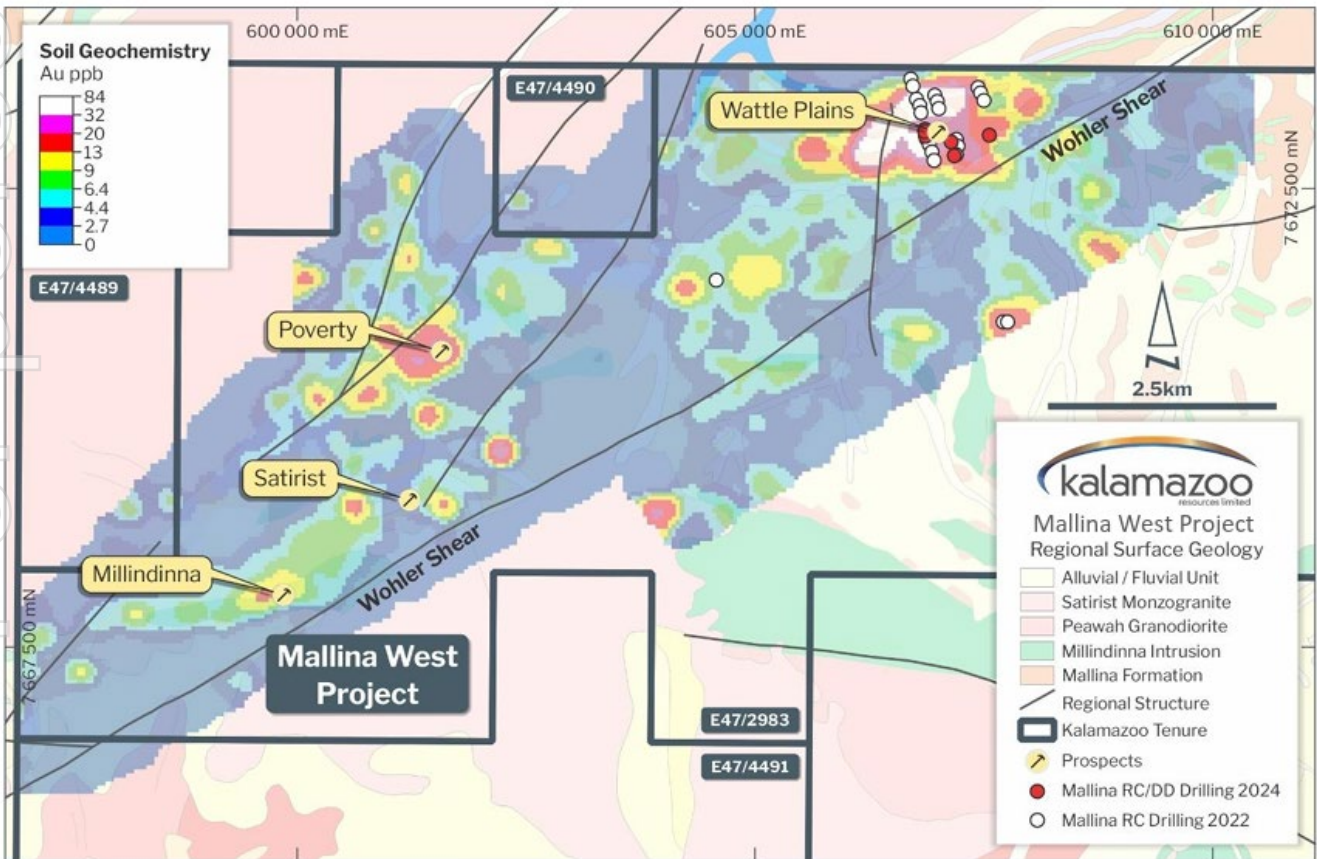 600 000 mE
605 000 mE
610 000 mE
Soil Geochemistry
Au ppb
84
32
20
13
9
6.4
4.4
2.7
0
E47/4490
Wattle Plains
Wohler Shear
7 672 500 mN
E47/4489
Poverty
Satirist
Millindinna
Wohler Shear
7 667 500 mN
Mallina West
Project
E47/2983
E47/4491
N
2.5km
kalamazoo
resources limited
Mallina West Project
Regional Surface Geology
Alluvial / Fluvial Unit
Satirist Monzogranite
Peawah Granodiorite
Millindinna Intrusion
Mallina Formation
Regional Structure
Kalamazoo Tenure
Prospects
Mallina RC/DD Drilling 2024
Mallina RC Drilling 2022